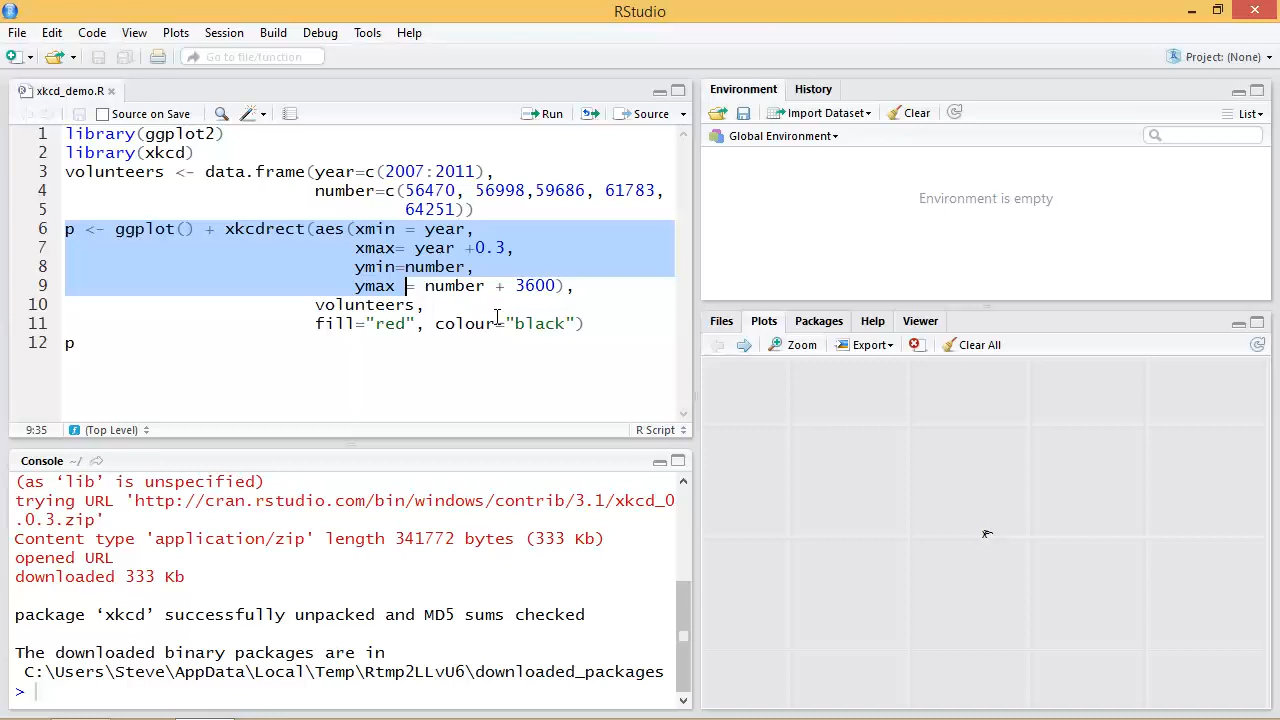 RStudio
File Edit Code View Plots Session Build Debug Tools Help
Go to file/function Project: (None)
xkcd_demo.R
Source on Save Run Source
1 library(ggplot2)
2 library(xkcd)
3 volunteers <- data.frame(year=c(2007:2011),
4 number=c(56470, 56998,59686, 61783,
5 64251))
6 p <- ggplot() + xkcdrect(aes(xmin = year,
7 xmax= year +0.3,
8 ymin=number,
9 ymax = number + 3600),
10 volunteers,
11 fill="red", colour="black")
12 p
9:35 (Top Level) R Script
Console ~/
(as ‘lib’ is unspecified)
trying URL 'http://cran.rstudio.com/bin/windows/contrib/3.1/xkcd_0
.0.3.zip'
Content type 'application/zip' length 341772 bytes (333 Kb)
opened URL
downloaded 333 Kb
package ‘xkcd’ successfully unpacked and MD5 sums checked
The downloaded binary packages are in
C:\Users\Steve\AppData\Local\Temp\Rtmp2LLvU6\downloaded_packages
>
Environment History
Import Dataset Clear List
Global Environment
Environment is empty
Files Plots Packages Help Viewer
Zoom Export Clear All